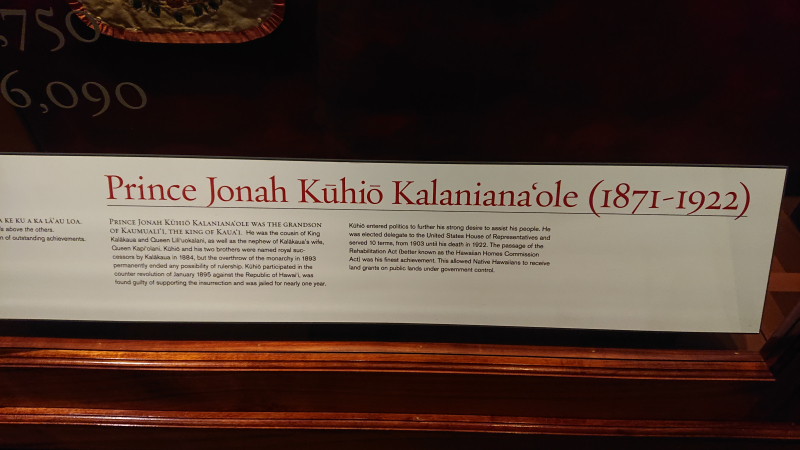 750
6,090
Prince Jonah Kūhiō Kalaniana‘ole (1871-1922)
A KE KU A KA LĀ‘AU LOA.
above the others.
of outstanding achievements.
Prince Jonah Kūhiō Kalaniana‘ole was the grandson
of Kaumuali‘i, the King of Kaua‘i. He was the cousin of King
Kalākaua and Queen Lili‘uokalani, as well as the nephew of Kalākaua's wife,
Queen Kapi‘olani. Kūhiō and his two brothers were named royal suc-
cessors by Kalākaua in 1884, but the overthrow of the monarchy in 1893
permanently ended any possibility of rulership. Kūhiō participated in the
counter revolution of January 1895 against the Republic of Hawai‘i, was
found guilty of supporting the insurrection and was jailed for nearly one year.
Kūhiō entered politics to further his strong desire to assist his people. He
was elected delegate to the United States House of Representatives and
served 10 terms, from 1903 until his death in 1922. The passage of the
Rehabilitation Act (better known as the Hawaiian Homes Commission
Act) was his finest achievement. This allowed Native Hawaiians to receive
land grants on public lands under government control.